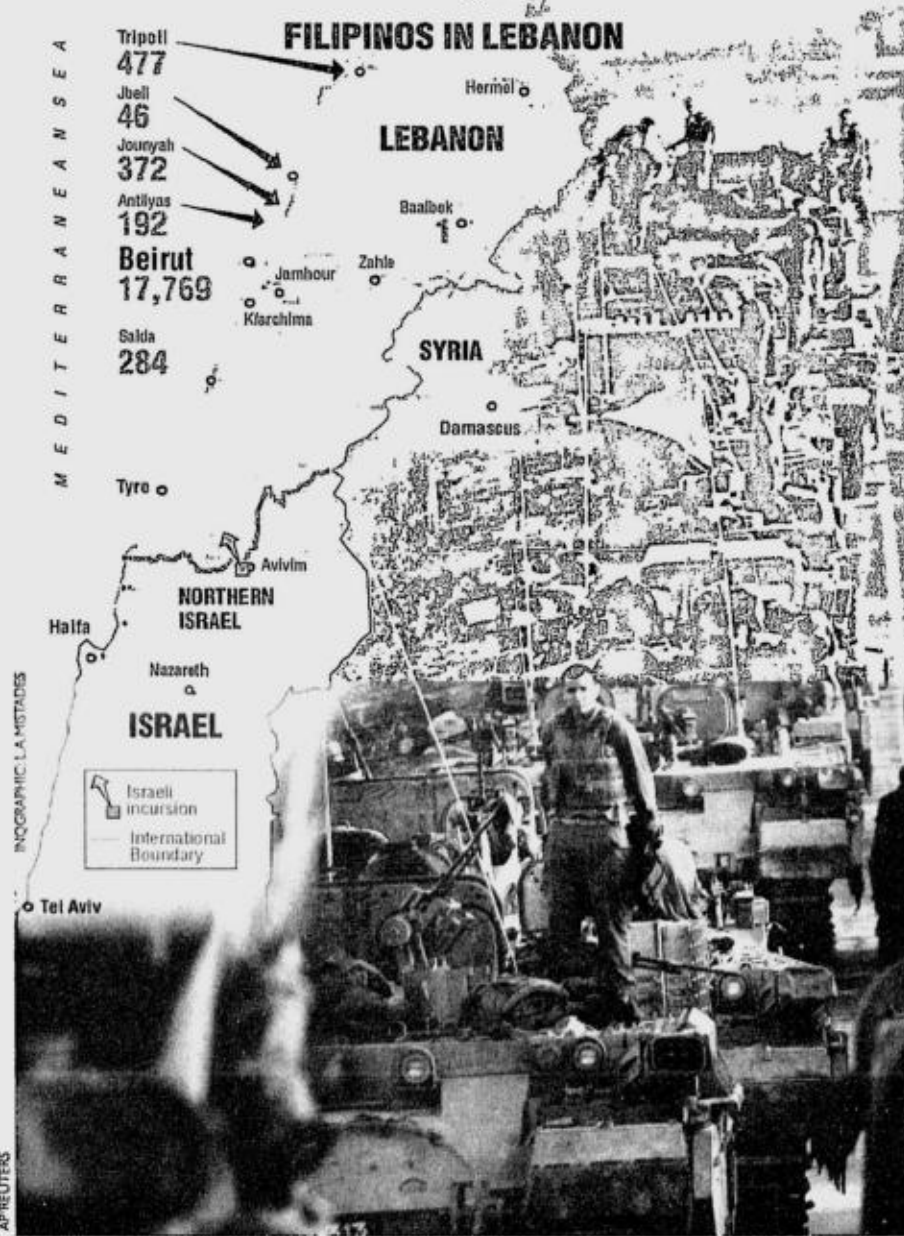 FILIPINOS IN LEBANON
MEDITERRANEAN SEA
Tripoli
477
Jbeil
46
Jounyah
372
Antilyas
192
Beirut
17,769
Saida
284
Hermel
LEBANON
Baalbek
Jamhour
Zahle
Kfarchima
SYRIA
Damascus
Tyre
Avivim
NORTHERN
ISRAEL
Haifa
Nazareth
ISRAEL
Israeli
incursion
International
Boundary
Tel Aviv
INOGRAPHIC: L.A. MISTADES
AP REUTERS